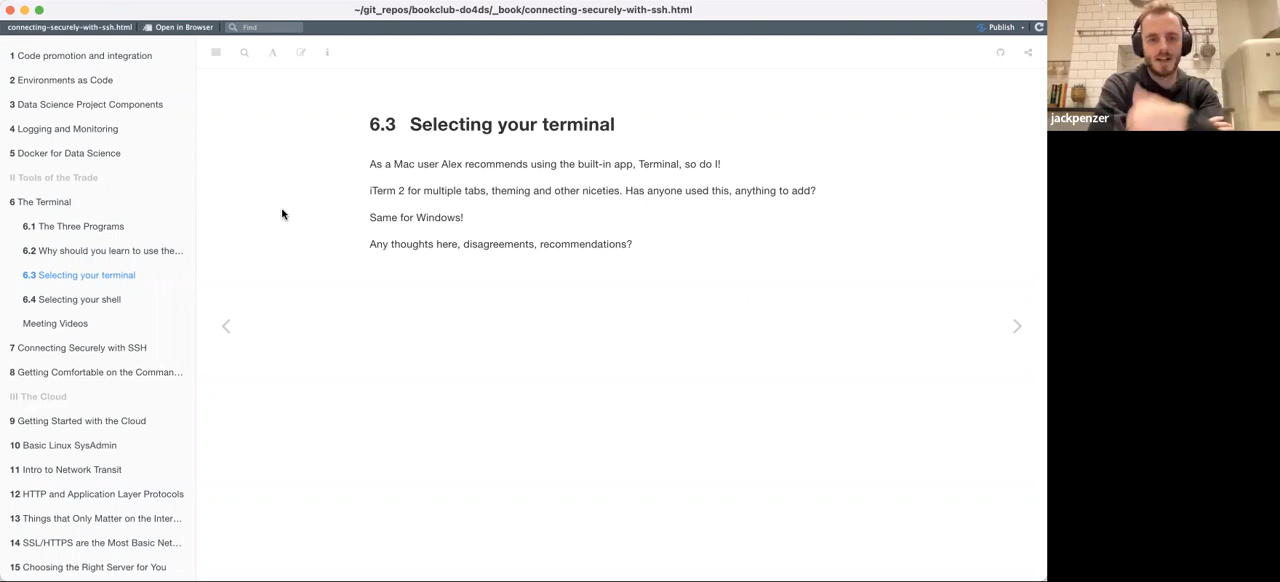 ~/git_repos/bookclub-do4ds/_book/connecting-securely-with-ssh.html
connecting-securely-with-ssh.html
Open in Browser
Find
Publish
1 Code promotion and integration
2 Environments as Code
3 Data Science Project Components
4 Logging and Monitoring
5 Docker for Data Science
II Tools of the Trade
6 The Terminal
6.1 The Three Programs
6.2 Why should you learn to use the...
6.3 Selecting your terminal
6.4 Selecting your shell
Meeting Videos
7 Connecting Securely with SSH
8 Getting Comfortable on the Comman...
III The Cloud
9 Getting Started with the Cloud
10 Basic Linux SysAdmin
11 Intro to Network Transit
12 HTTP and Application Layer Protocols
13 Things that Only Matter on the Inter...
14 SSL/HTTPS are the Most Basic Net...
15 Choosing the Right Server for You
6.3 Selecting your terminal
As a Mac user Alex recommends using the built-in app, Terminal, so do I!
iTerm 2 for multiple tabs, theming and other niceties. Has anyone used this, anything to add?
Same for Windows!
Any thoughts here, disagreements, recommendations?
jackpenzer